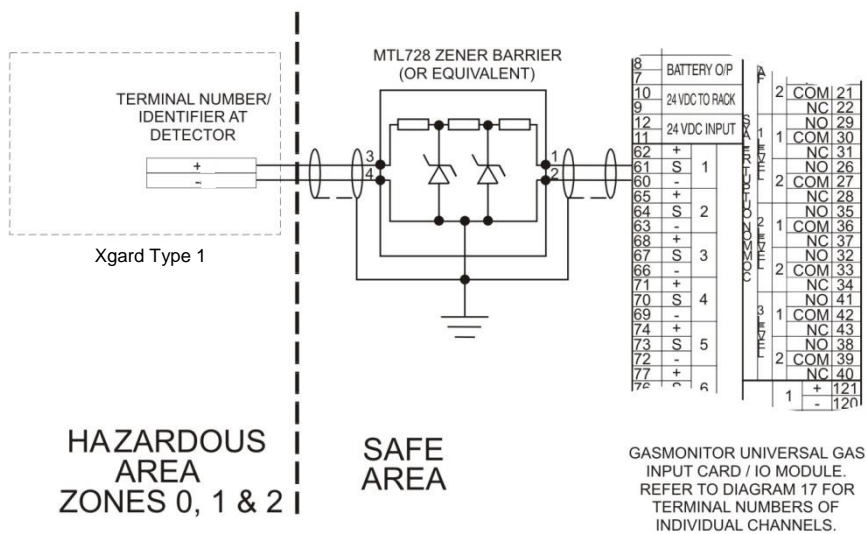 TERMINAL NUMBER/
IDENTIFIER AT
DETECTOR
+
-
Xgard Type 1
MTL728 ZENER BARRIER
(OR EQUIVALENT)
3
4
1
2
8
7 BATTERY O/P
10
9 24 VDC TO RACK
12
11 24 VDC INPUT
62 +
61 S 1
60 -
65 +
64 S 2
63 -
68 +
67 S 3
66 -
71 +
70 S 4
69 -
74 +
73 S 5
72 -
77 +
76 S 6
2 COM 21
NC 22
NO 29
1 COM 30
NC 31
NO 26
2 COM 27
NC 28
NO 35
1 COM 36
NC 37
NO 32
2 COM 33
NC 34
NO 41
1 COM 42
NC 43
NO 38
2 COM 39
NC 40
1 + 121
- 120
HAZARDOUS
AREA
ZONES 0, 1 & 2
SAFE
AREA
GASMONITOR UNIVERSAL GAS
INPUT CARD / IO MODULE.
REFER TO DIAGRAM 17 FOR
TERMINAL NUMBERS OF
INDIVIDUAL CHANNELS.